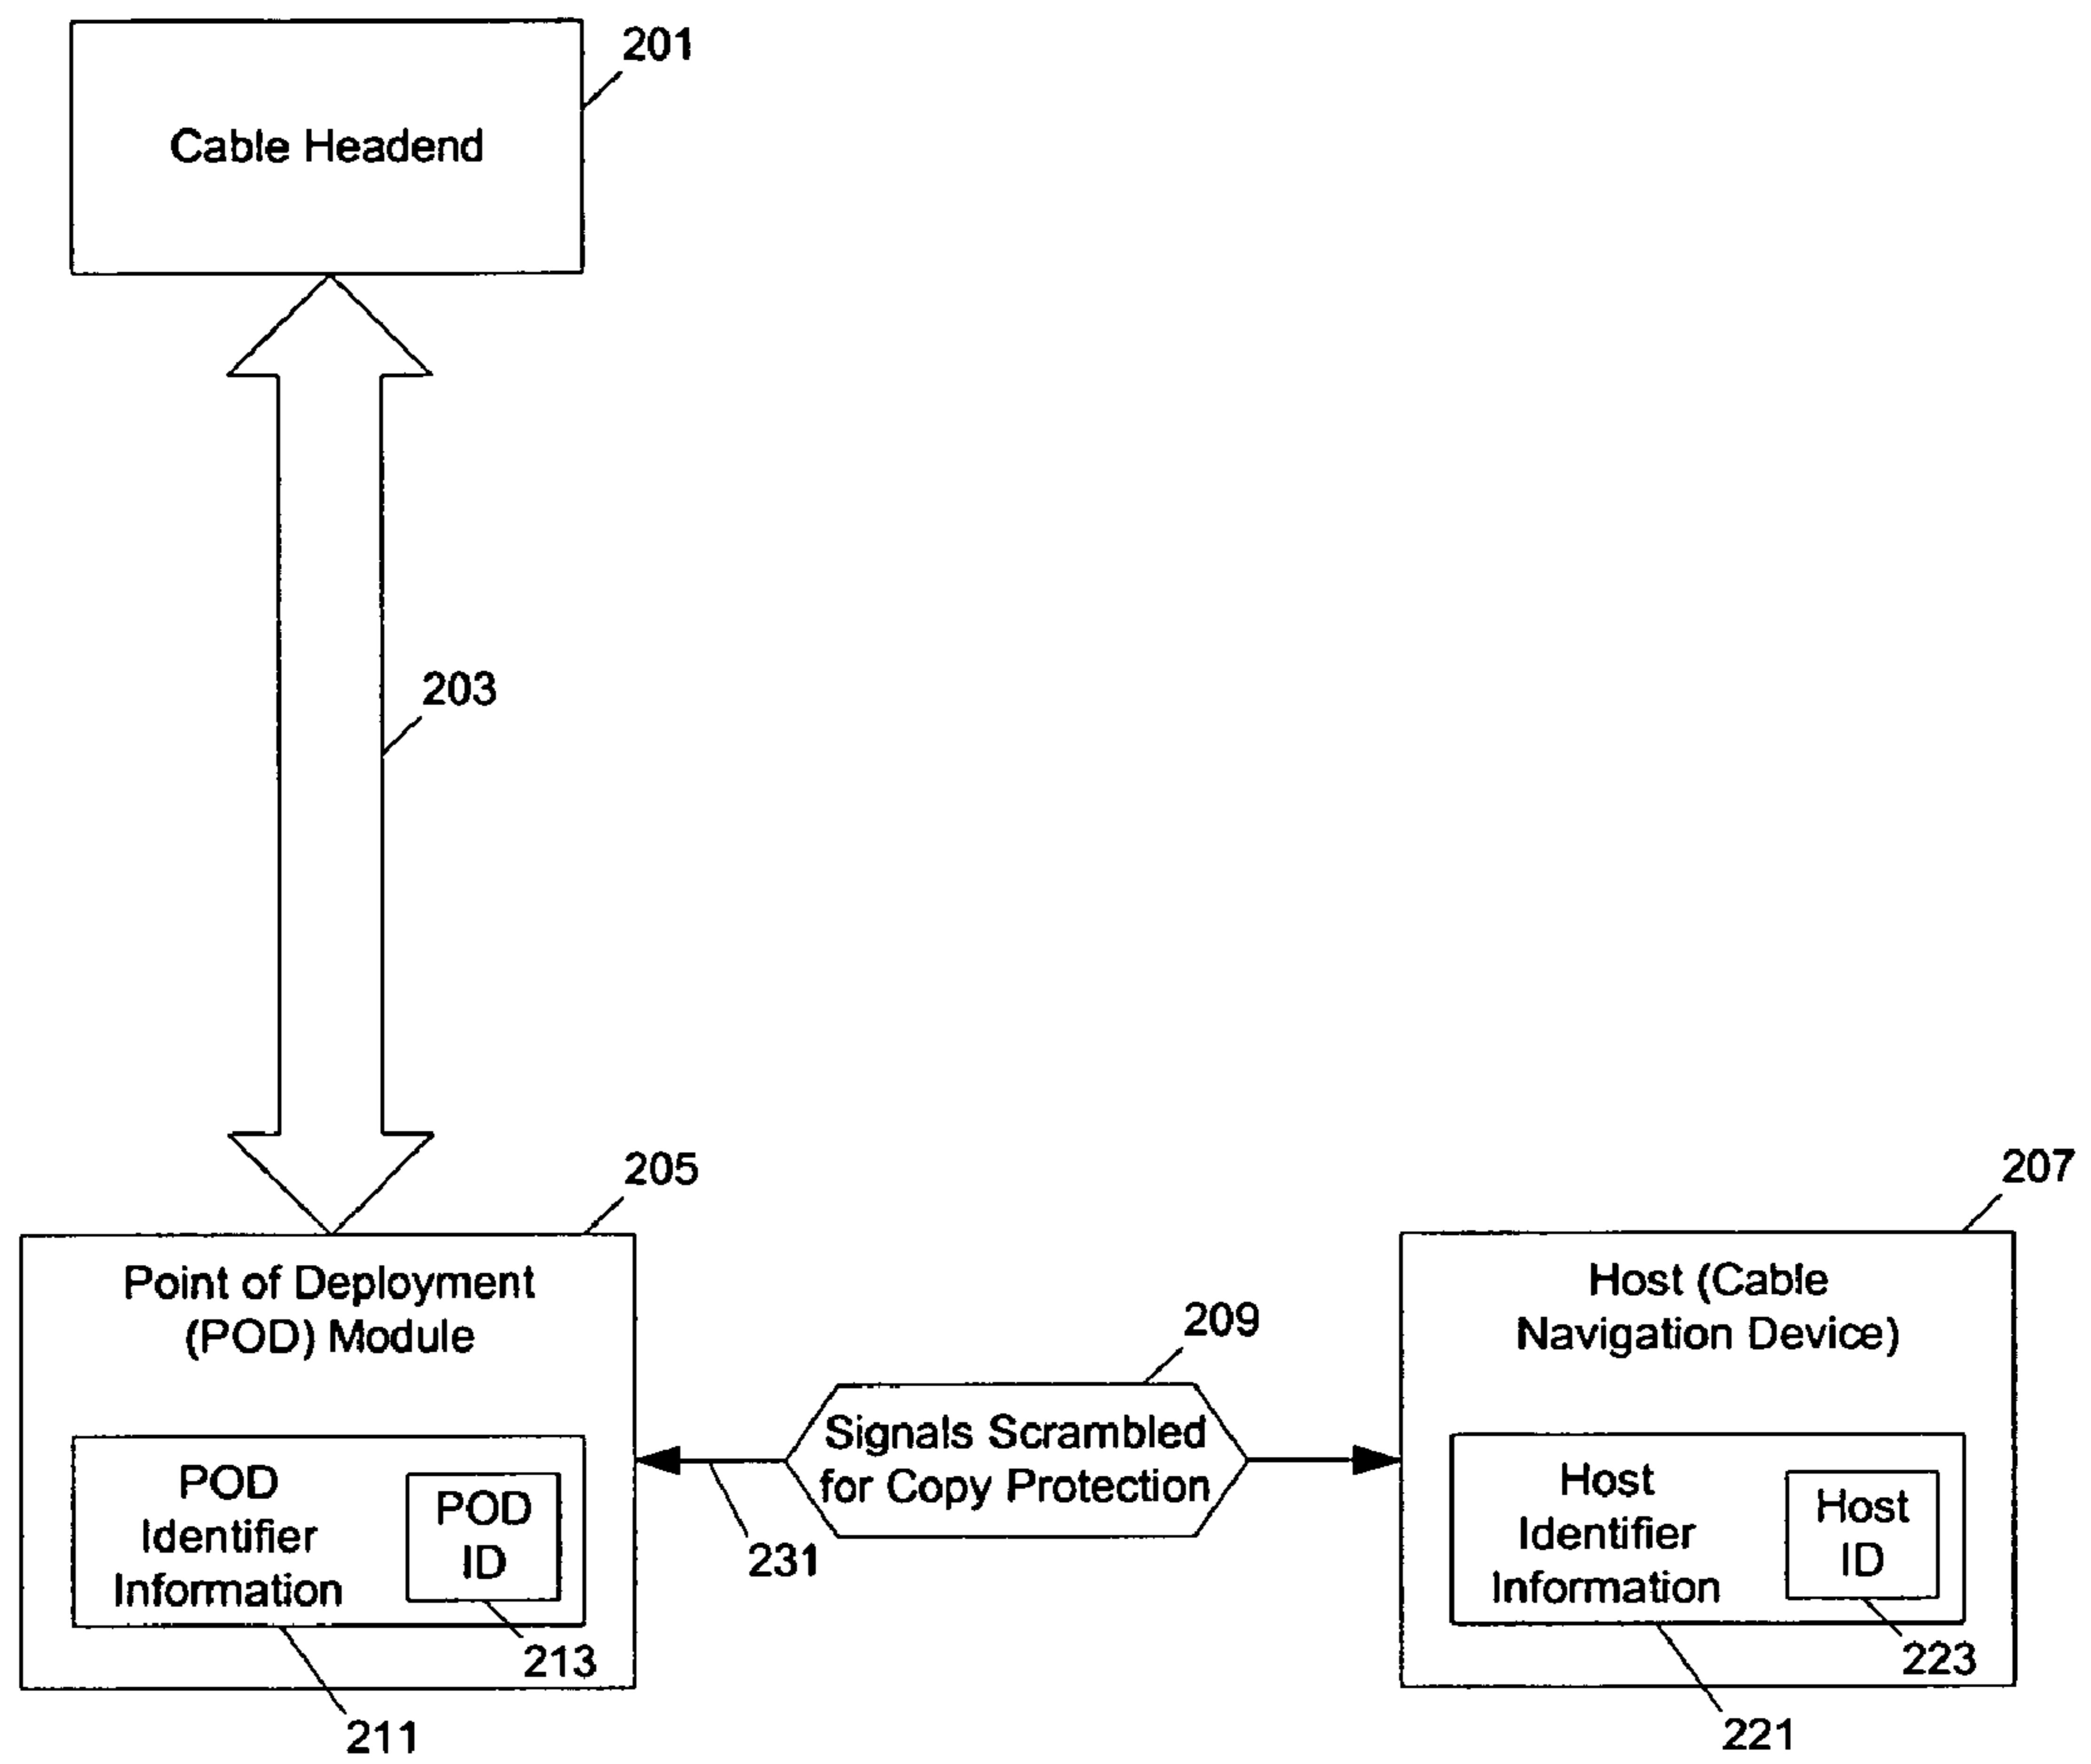 201
Cable Headend
203
205
207
Point of Deployment
(POD) Module
Host (Cable
Navigation Device)
209
Signals Scrambled
for Copy Protection
231
POD
Identifier
Information
POD
ID
213
211
Host
Identifier
Information
Host
ID
223
221